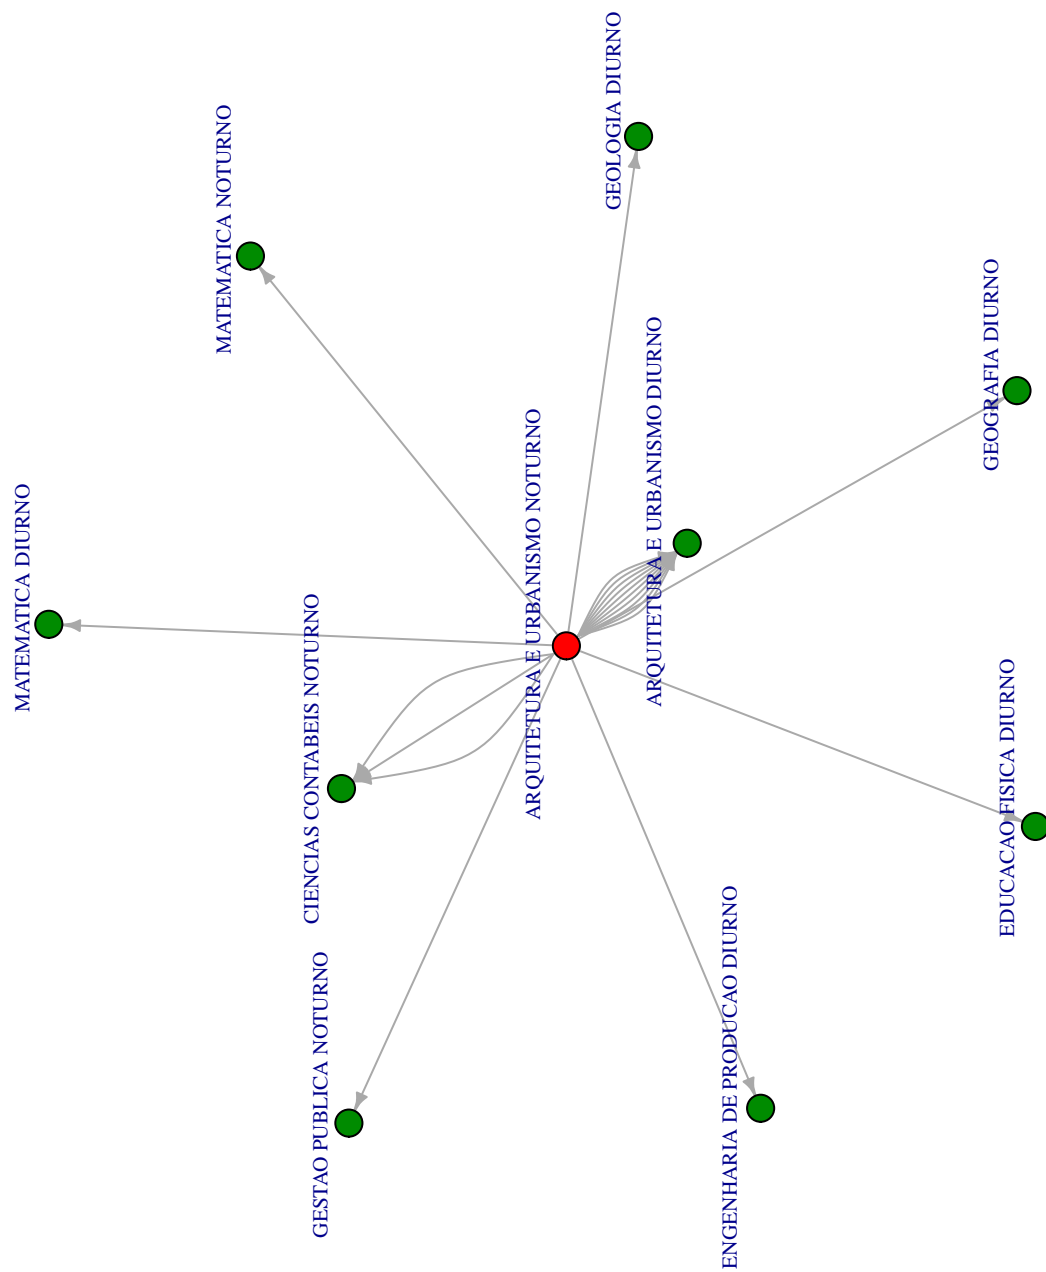 GEOLOGIA DIURNO
MATEMATICA NOTURNO
GEOGRAFIA DIURNO
ARQUITETURA E URBANISMO DIURNO
ARQUITETURA E URBANISMO NOTURNO
MATEMATICA DIURNO
CIENCIAS CONTABEIS NOTURNO
EDUCACAO FISICA DIURNO
ENGENHARIA DE PRODUCAO DIURNO
GESTAO PUBLICA NOTURNO